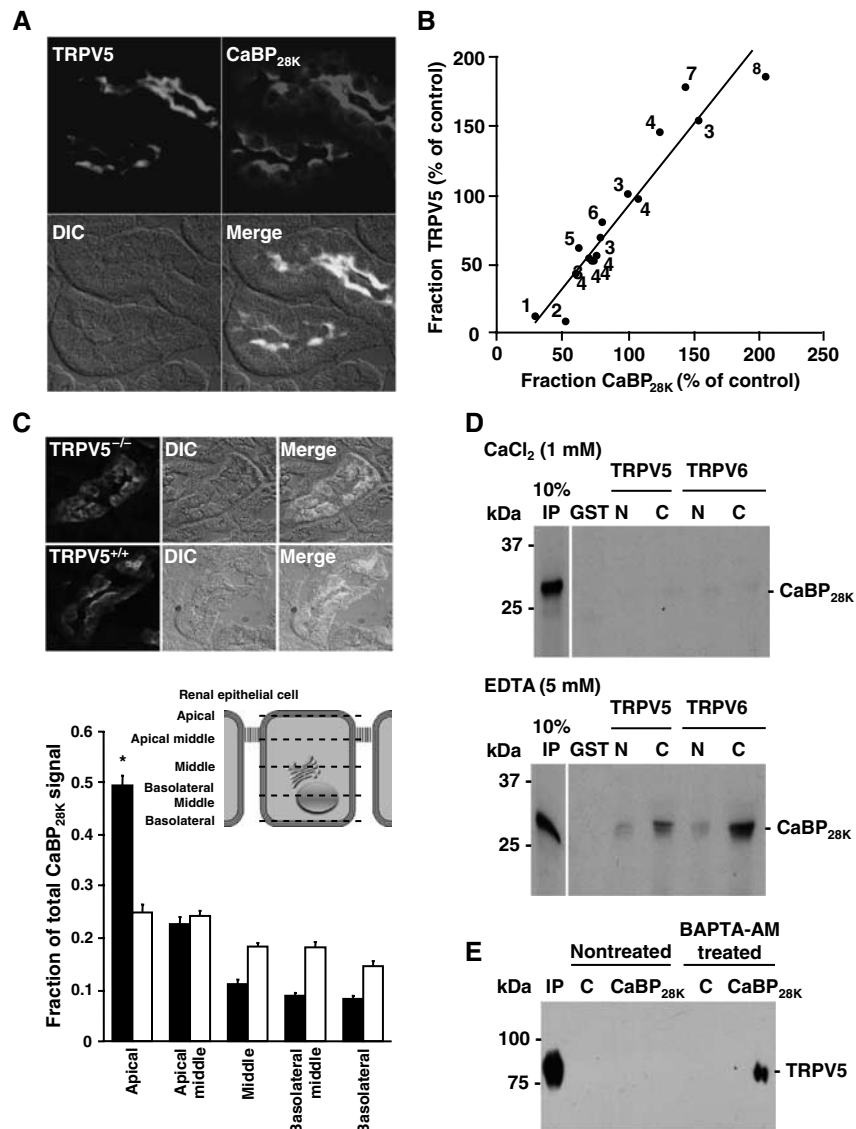 A
TRPV5
CaBP28K
DIC
Merge
B
200
150
100
50
0
0
50
100
150
200
250
Fraction TRPV5 (% of control)
Fraction CaBP28K (% of control)
1
2
3
3
3
4
4
4
4
4
5
6
7
8
C
TRPV5–/–
DIC
Merge
TRPV5+/+
DIC
Merge
Renal epithelial cell
Apical
Apical middle
Middle
Basolateral
Middle
Basolateral
0.6
0.5
0.4
0.3
0.2
0.1
0
*
Fraction of total CaBP28K signal
Apical
Apical
middle
Middle
Basolateral
middle
Basolateral
D
CaCl2 (1 mM)
TRPV5 TRPV6
10%
kDa IP GST N C N C
37
25
CaBP28K
EDTA (5 mM)
TRPV5 TRPV6
10%
kDa IP GST N C N C
37
25
CaBP28K
E
BAPTA-AM
Nontreated treated
kDa IP C CaBP28K C CaBP28K
100
75
TRPV5